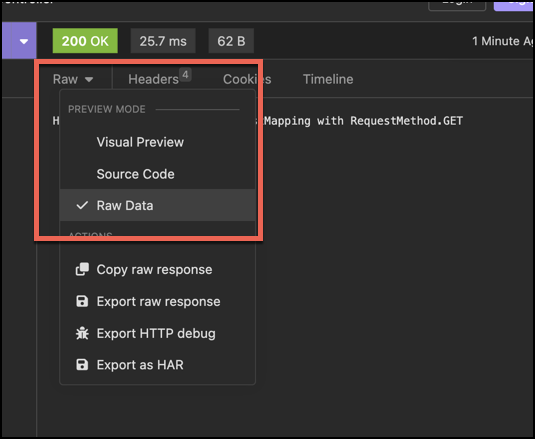 200 OK 25.7 ms 62 B 1 Minute
Raw Headers 4 Cookies Timeline
PREVIEW MODE
Mapping with RequestMethod.GET
Visual Preview
Source Code
Raw Data
ACTIONS
Copy raw response
Export raw response
Export HTTP debug
Export as HAR